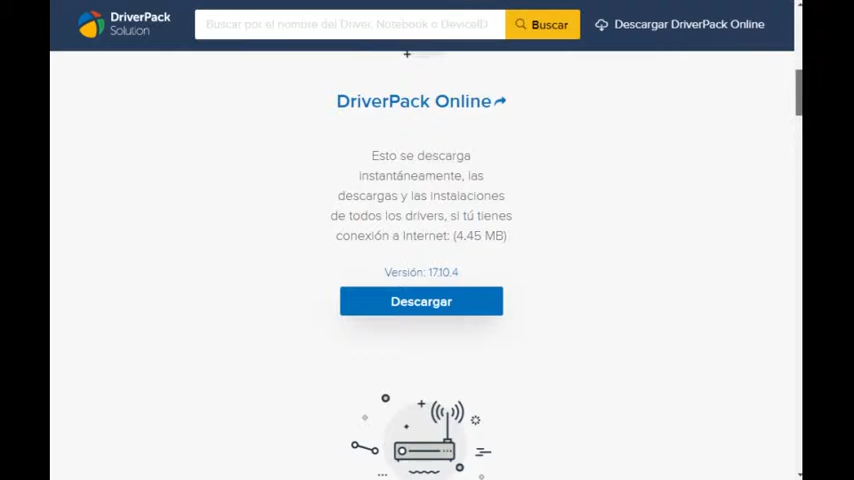 DriverPack
Solution
Buscar por el nombre del Driver, Notebook o DeviceID
Buscar
Descargar DriverPack Online
DriverPack Online
Esto se descarga
instantáneamente, las
descargas y las instalaciones
de todos los drivers, si tú tienes
conexión a Internet: (4.45 MB)
Versión: 17.10.4
Descargar